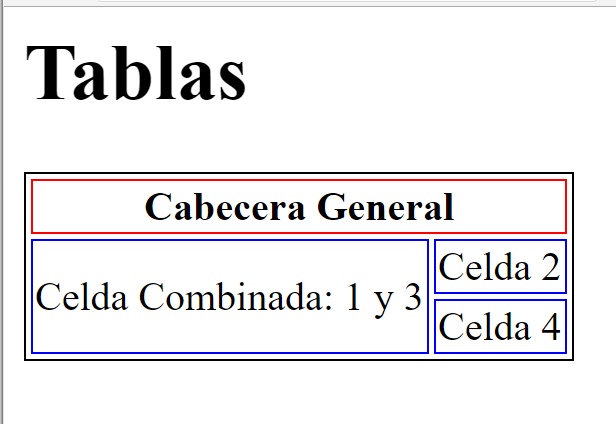 Tablas
Cabecera General
Celda Combinada: 1 y 3
Celda 2
Celda 4